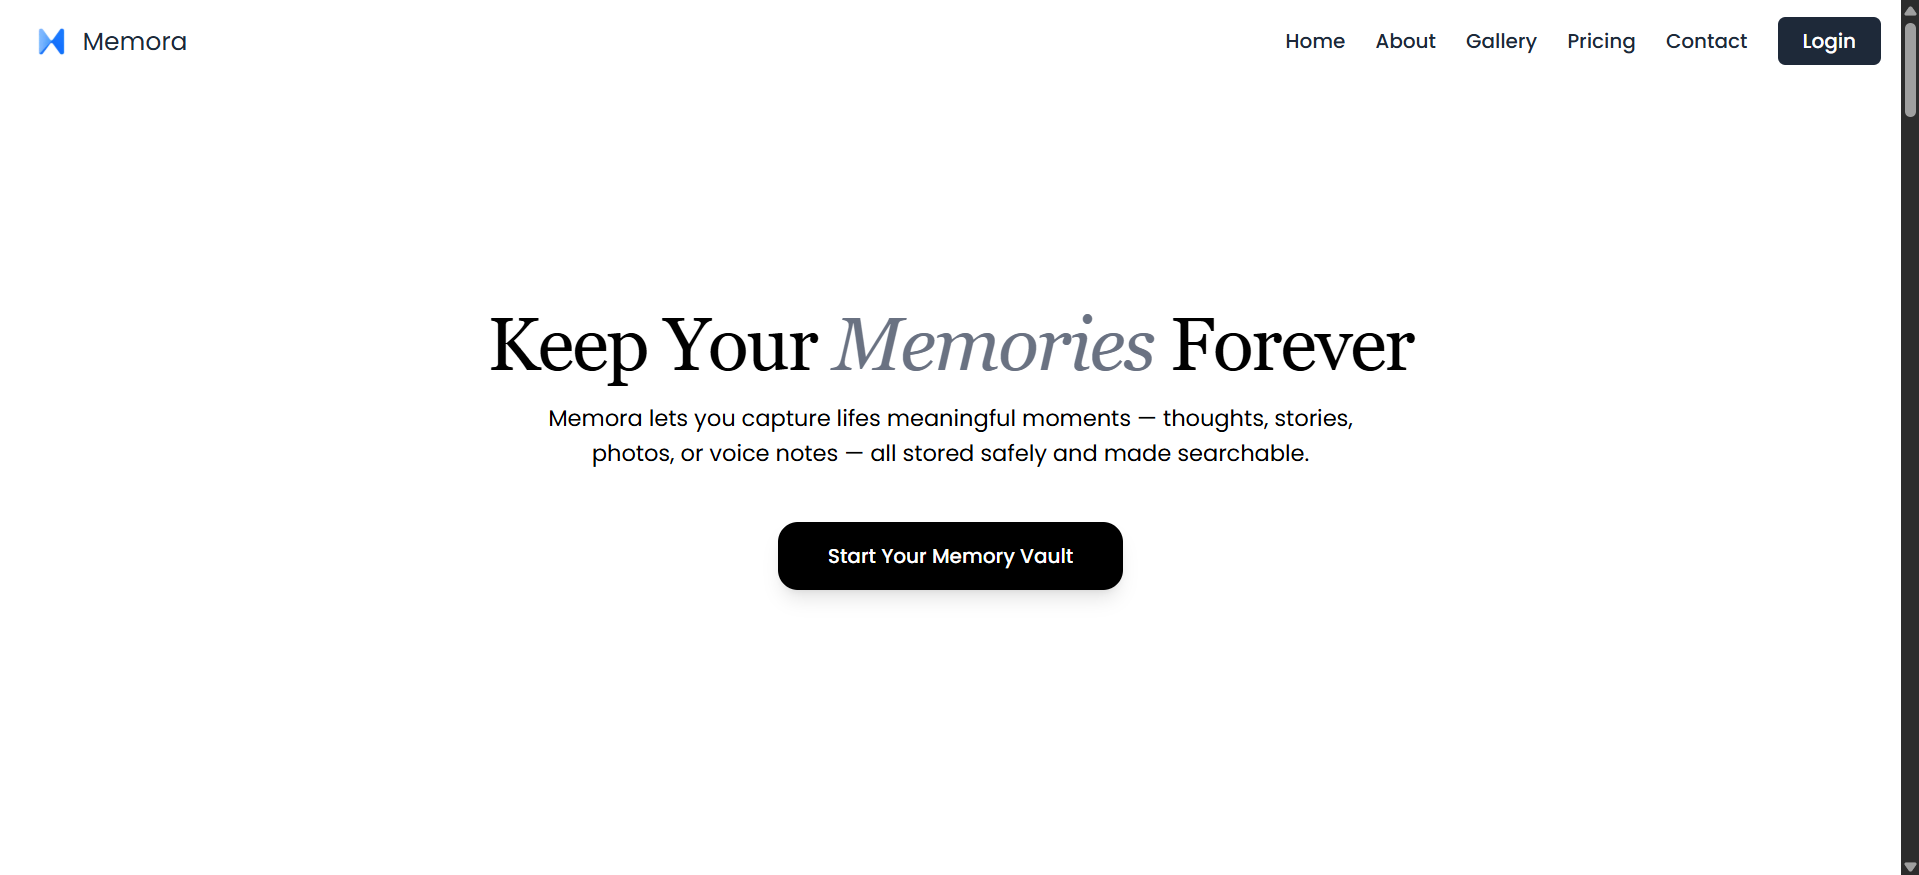 Memora
Home About Gallery Pricing Contact Login
Keep Your Memories Forever
Memora lets you capture lifes meaningful moments — thoughts, stories,
photos, or voice notes — all stored safely and made searchable.
Start Your Memory Vault